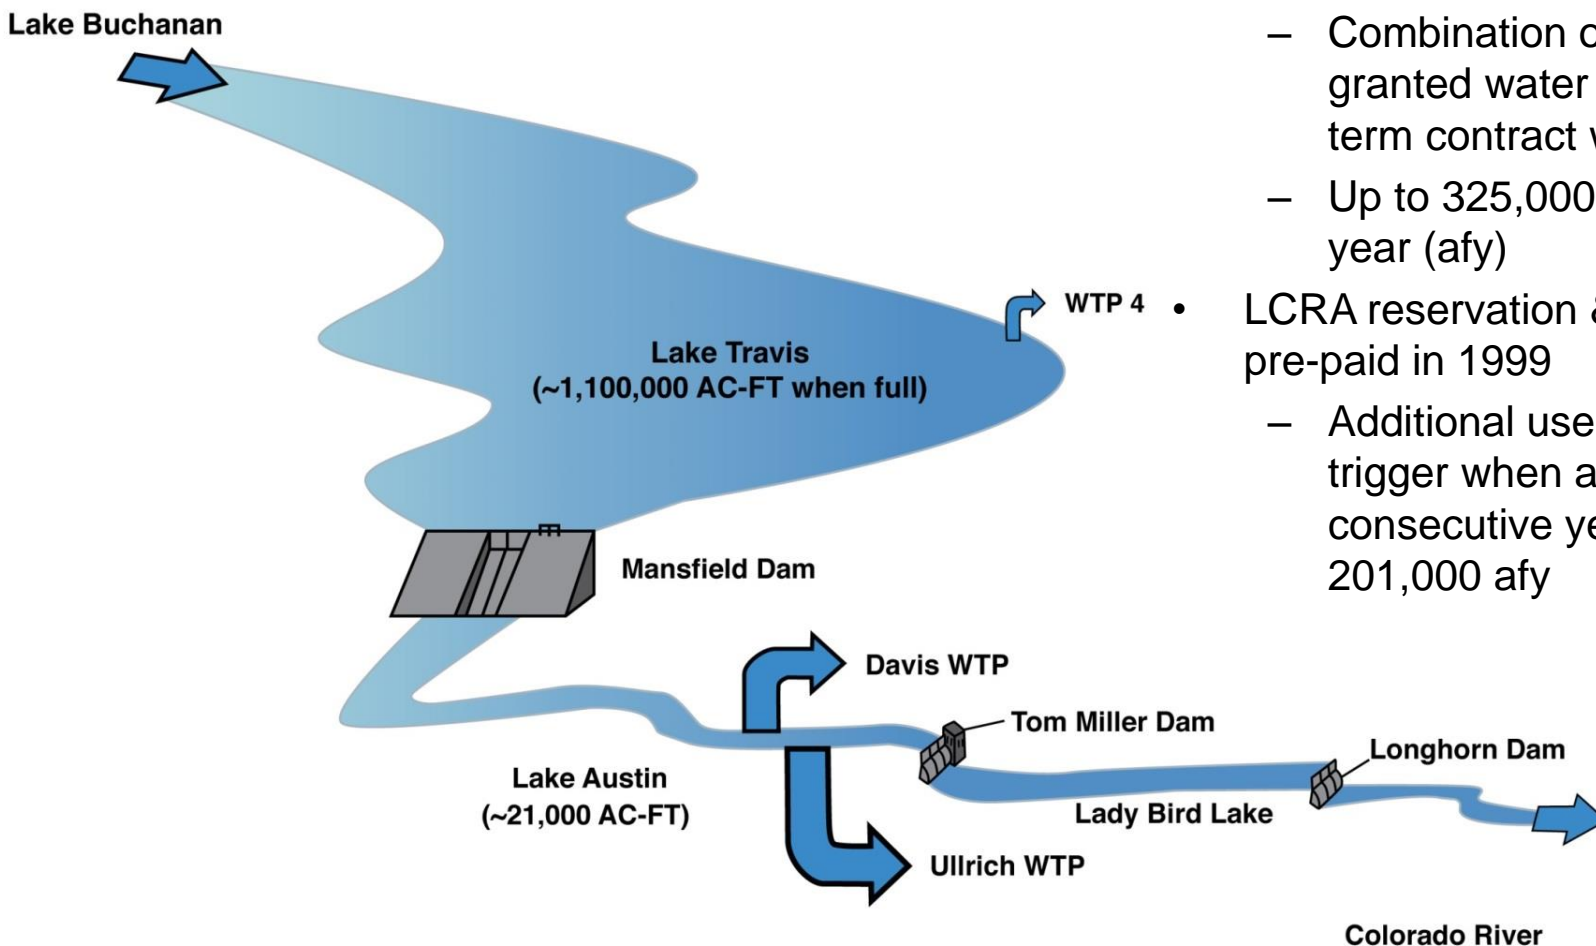 Lake Buchanan
– Combination
granted water
term contract
– Up to 325,000
year (afy)
WTP 4
• LCRA reservation
pre-paid in 1999
Lake Travis
(~1,100,000 AC-FT when full)
– Additional use
trigger when a
consecutive ye
201,000 afy
Mansfield Dam
Davis WTP
Tom Miller Dam
Longhorn Dam
Lake Austin
(~21,000 AC-FT)
Lady Bird Lake
Ullrich WTP
Colorado River